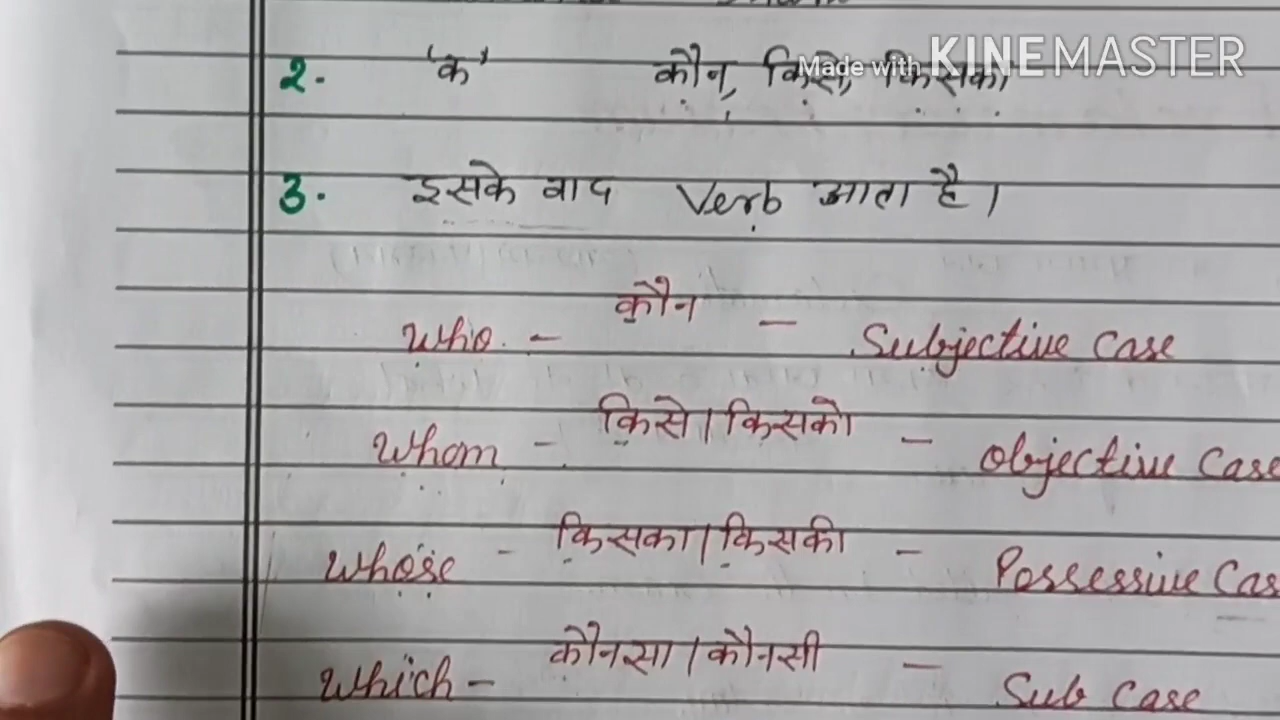 2. 'क' कौन, किसे, किसका
Made with KINEMASTER
3. इसके बाद Verb आता है।
who - कौन - Subjective Case
whom - किसे / किसको - Objective Case
whose - किसका / किसकी - Possessive Cas
which - कौनसा / कौनसी - Sub Case